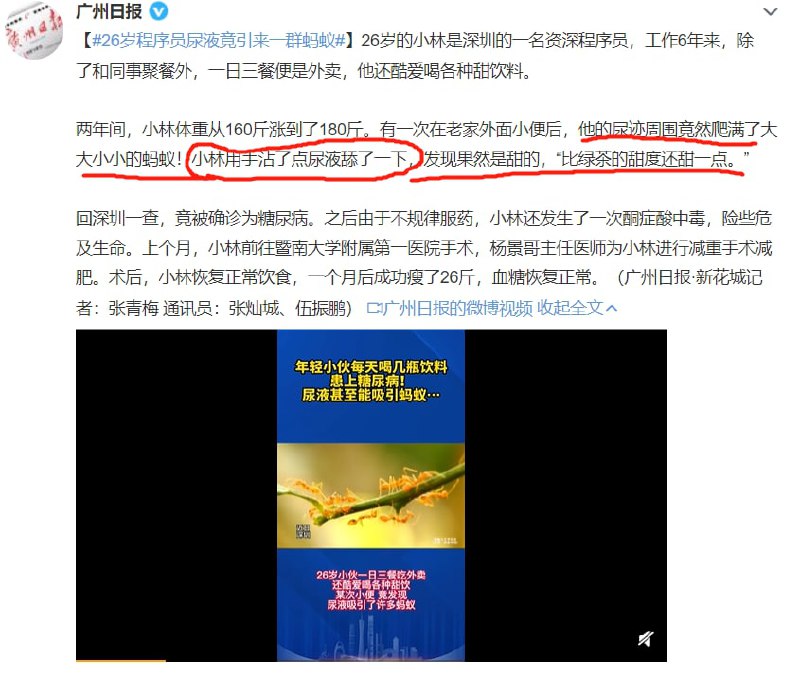 广州日报
【#26岁程序员尿液竟引来一群蚂蚁#】26岁的小林是深圳的一名资深程序员，工作6年来，除
了和同事聚餐外，一日三餐便是外卖，他还酷爱喝各种甜饮料。
两年间，小林体重从160斤涨到了180斤。有一次在老家外面小便后，他的尿迹周围竟然爬满了大
大小小的蚂蚁！小林用手沾了点尿液舔了一下，发现果然是甜的，“比绿茶的甜度还甜一点。”
回深圳一查，竟被确诊为糖尿病。之后由于不规律服药，小林还发生了一次酮症酸中毒，险些危
及生命。上个月，小林前往暨南大学附属第一医院手术，杨景哥主任医师为小林进行减重手术减
肥。术后，小林恢复正常饮食，一个月后成功瘦了26斤，血糖恢复正常。（广州日报·新花城记
者：张青梅 通讯员：张灿城、伍振鹏） 广州日报的微博视频 收起全文
年轻小伙每天喝几瓶饮料
患上糖尿病！
尿液甚至能吸引蚂蚁…
26岁小伙一日三餐吃外卖
还酷爱喝各种甜饮
某次小便 竟发现
尿液吸引了许多蚂蚁